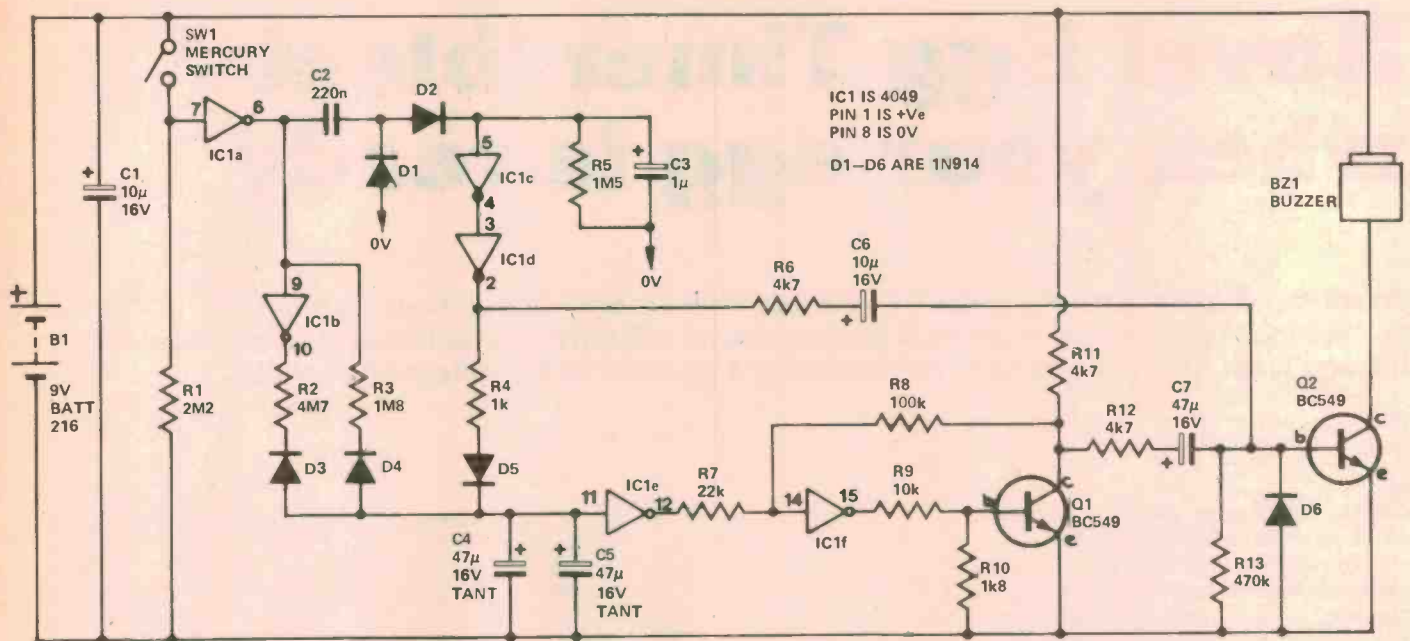 SW1
MERCURY
SWITCH
C2
220n
D2
IC1 IS 4049
PIN 1 IS +Ve
PIN 8 IS 0V
D1–D6 ARE 1N914
7
6
IC1a
+
C1
10µ
16V
D1
0V
5
IC1c
4
3
IC1d
2
R5
1M5
+
C3
1µ
0V
BZ1
BUZZER
9
IC1b
10
R6
4k7
C6
10µ
16V
+
+
B1
9V
BATT
216
R1
2M2
R2
4M7
R3
1M8
R4
1k
R11
4k7
R8
100k
R12
4k7
C7
47µ
16V
+
Q2
BC549
b
c
e
D3
D4
D5
11
IC1e
12
R7
22k
14
15
IC1f
R9
10k
b
c
e
Q1
BC549
D6
C4
47µ
16V
TANT
+
C5
47µ
16V
TANT
+
R10
1k8
R13
470k